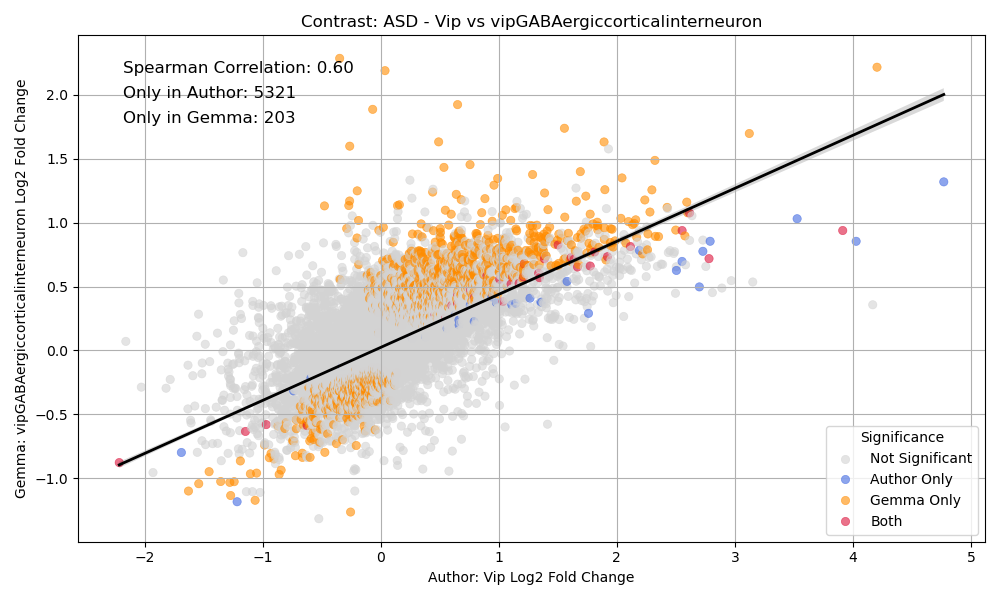 Contrast: ASD - Vip vs vipGABAergiccorticalinterneuron
Spearman Correlation: 0.60
Only in Author: 5321
Only in Gemma: 203
Gemma: vipGABAergiccorticalinterneuron Log2 Fold Change
2.0
1.5
1.0
0.5
0.0
−0.5
−1.0
Significance
Not Significant
Author Only
Gemma Only
Both
−2 −1 0 1 2 3 4 5
Author: Vip Log2 Fold Change